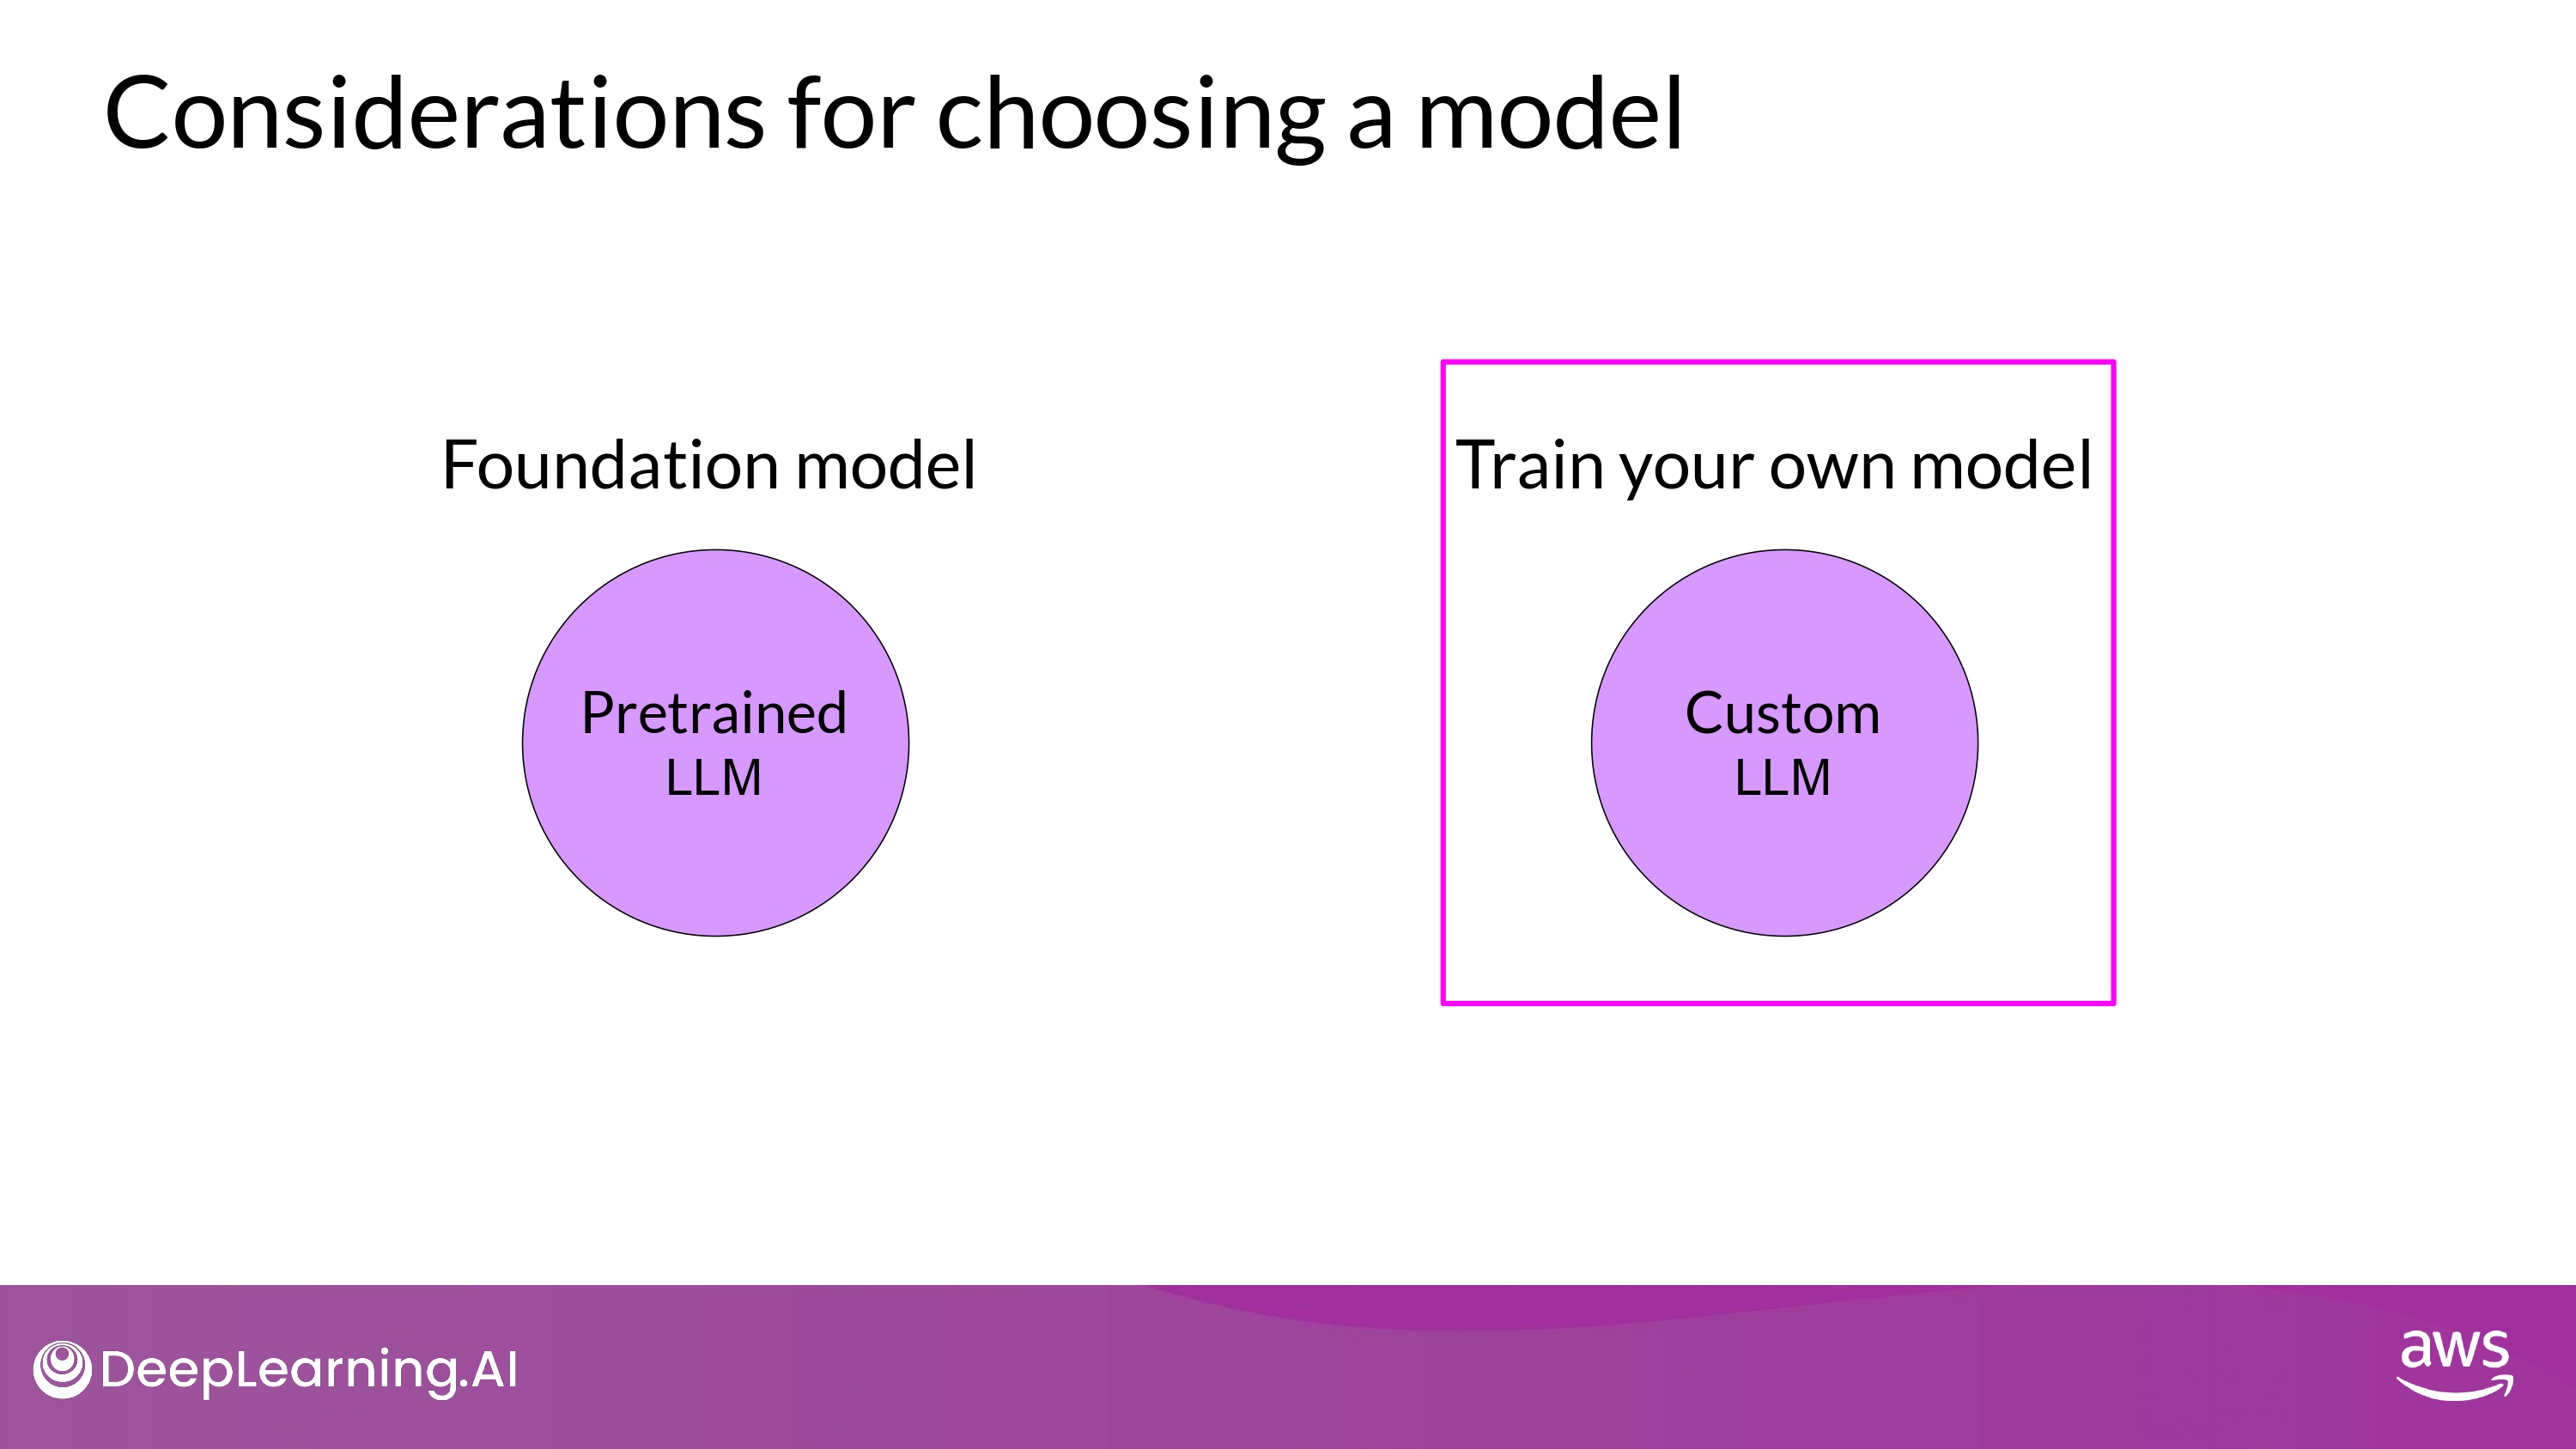 Considerations for choosing a model
Foundation model
Pretrained
LLM
Train your own model
Custom
LLM
DeepLearning.AI
aws